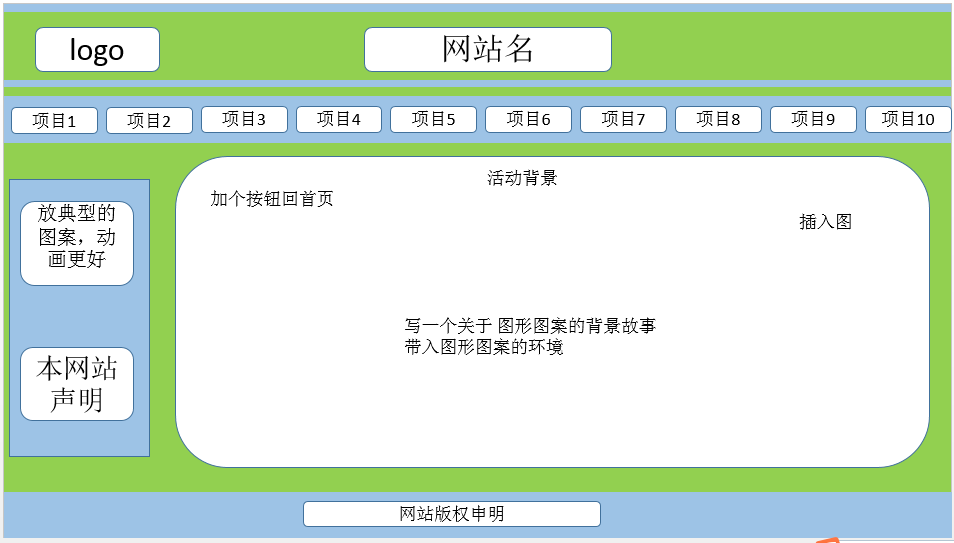 logo
网站名
项目1
项目2
项目3
项目4
项目5
项目6
项目7
项目8
项目9
项目10
活动背景
加个按钮回首页
插入图
放典型的
图案，动
画更好
写一个关于 图形图案的背景故事
带入图形图案的环境
本网站
声明
网站版权申明